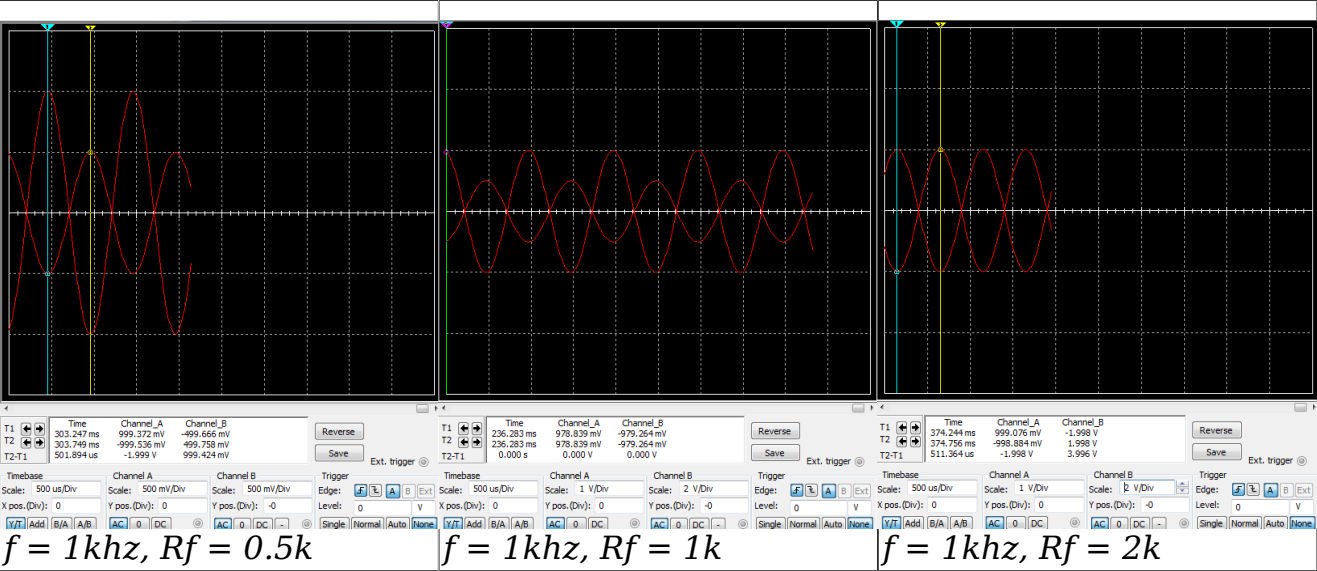 T1 Time Channel_A Channel_B
303.247 ms 999.372 mV -499.666 mV
T2 303.749 ms -999.536 mV 499.758 mV
T2-T1 501.894 us -1.999 V 999.424 mV
Reverse
Save
Ext. trigger
Timebase Channel A Channel B Trigger
Scale: 500 us/Div Scale: 500 mV/Div Scale: 500 mV/Div Edge: A B Ext
X pos.(Div): 0 Y pos.(Div): 0 Y pos.(Div): -0 Level: 0 V
Y/T Add B/A A/B AC 0 DC AC 0 DC - Single Normal Auto None
f = 1khz, Rf = 0.5k
T1 Time Channel_A Channel_B
236.283 ms 978.839 mV -979.264 mV
T2 236.283 ms 978.839 mV -979.264 mV
T2-T1 0.000 s 0.000 V 0.000 V
Reverse
Save
Ext. trigger
Timebase Channel A Channel B Trigger
Scale: 500 us/Div Scale: 1 V/Div Scale: 2 V/Div Edge: A B Ext
X pos.(Div): 0 Y pos.(Div): 0 Y pos.(Div): -0 Level: 0 V
Y/T Add B/A A/B AC 0 DC AC 0 DC - Single Normal Auto None
f = 1khz, Rf = 1k
T1 Time Channel_A Channel_B
374.244 ms 999.076 mV -1.998 V
T2 374.756 ms -998.884 mV 1.998 V
T2-T1 511.364 us -1.998 V 3.996 V
Reverse
Save
Ext. trigger
Timebase Channel A Channel B Trigger
Scale: 500 us/Div Scale: 1 V/Div Scale: 2 V/Div Edge: A B Ext
X pos.(Div): 0 Y pos.(Div): 0 Y pos.(Div): -0 Level: 0 V
Y/T Add B/A A/B AC 0 DC AC 0 DC - Single Normal Auto None
f = 1khz, Rf = 2k